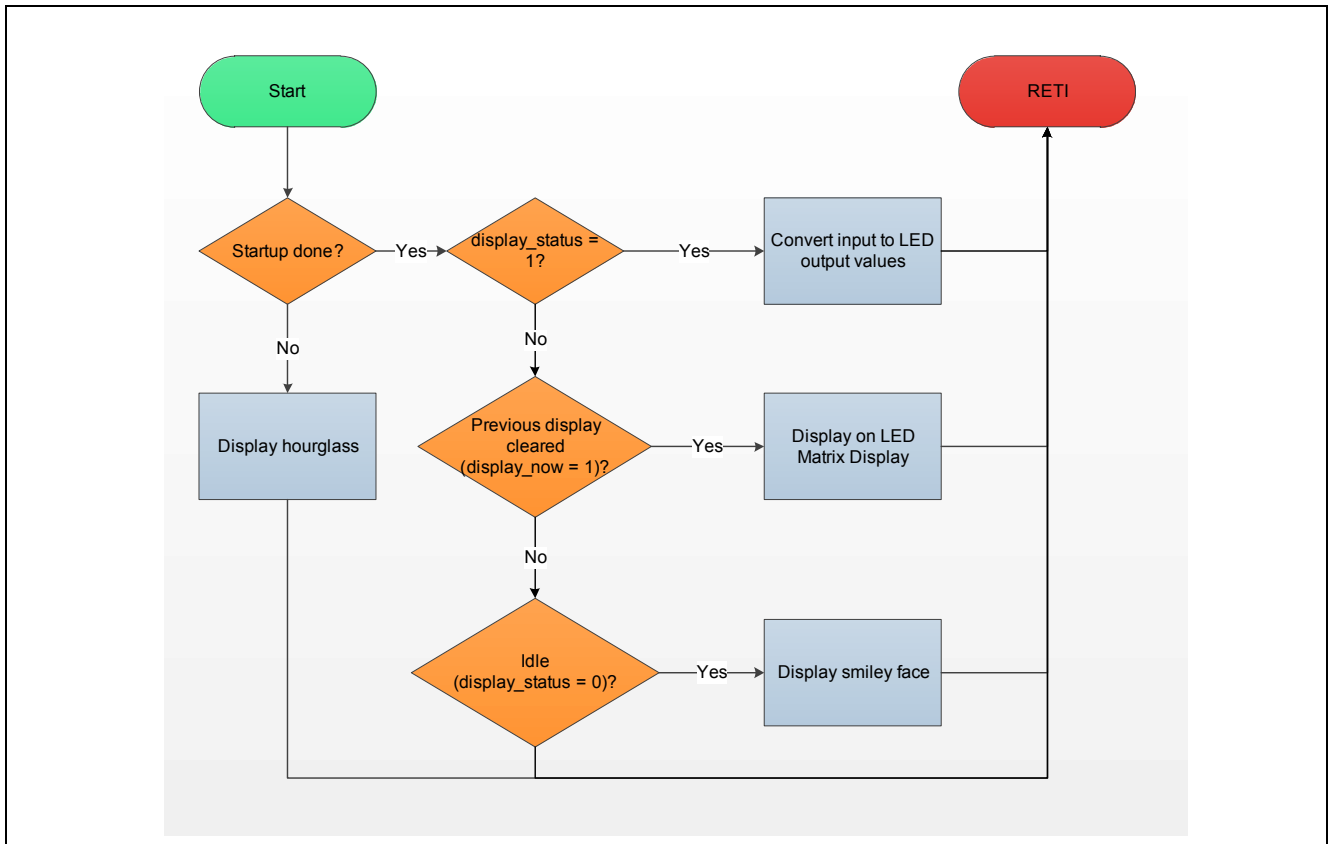 Start
RETI
Startup done?
Yes
display_status =
1?
Yes
Convert input to LED
output values
No
No
Display hourglass
Previous display
cleared
(display_now = 1)?
Yes
Display on LED
Matrix Display
No
Idle
(display_status = 0)?
Yes
Display smiley face